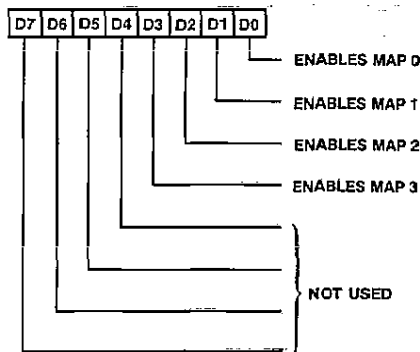 D7 D6 D5 D4 D3 D2 D1 D0
ENABLES MAP 0
ENABLES MAP 1
ENABLES MAP 2
ENABLES MAP 3
NOT USED